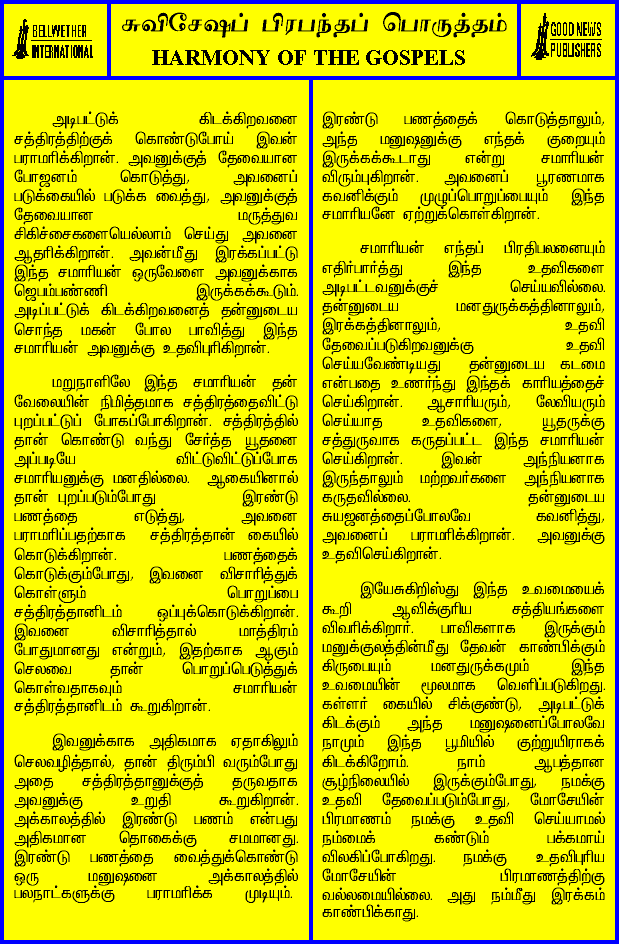 BELLWETHER
INTERNATIONAL
சுவிசேஷப் பிரபந்தப் பொருத்தம்
HARMONY OF THE GOSPELS
GOOD NEWS
PUBLISHERS
அடிபட்டுக் கிடக்கிறவனை
சத்திரத்திற்குக் கொண்டுபோய் இவன்
பராமரிக்கிறான். அவனுக்குத் தேவையான
போஜனம் கொடுத்து, அவனைப்
படுக்கையில் படுக்க வைத்து, அவனுக்குத்
தேவையான மருத்துவ
சிகிச்சைகளையெல்லாம் செய்து அவனை
ஆதரிக்கிறான். அவன்மீது இரக்கப்பட்டு
இந்த சமாரியன் ஒருவேளை அவனுக்காக
ஜெபம்பண்ணி இருக்கக்கூடும்.
அடிப்பட்டுக் கிடக்கிறவனைத் தன்னுடைய
சொந்த மகன் போல பாவித்து இந்த
சமாரியன் அவனுக்கு உதவிபுரிகிறான்.
மறுநாளிலே இந்த சமாரியன் தன்
வேலையின் நிமித்தமாக சத்திரத்தைவிட்டு
புறப்பட்டுப் போகப்போகிறான். சத்திரத்தில்
தான் கொண்டு வந்து சேர்த்த யூதனை
அப்படியே விட்டுவிட்டுப்போக
சமாரியனுக்கு மனதில்லை. ஆகையினால்
தான் புறப்படும்போது இரண்டு
பணத்தை எடுத்து, அவனை
பராமரிப்பதற்காக சத்திரத்தான் கையில்
கொடுக்கிறான். பணத்தைக்
கொடுக்கும்போது, இவனை விசாரித்துக்
கொள்ளும் பொறுப்பை
சத்திரத்தானிடம் ஒப்புக்கொடுக்கிறான்.
இவனை விசாரித்தால் மாத்திரம்
போதுமானது என்றும், இதற்காக ஆகும்
செலவை தான் பொறுப்பெடுத்துக்
கொள்வதாகவும் சமாரியன்
சத்திரத்தானிடம் கூறுகிறான்.
இவனுக்காக அதிகமாக ஏதாகிலும்
செலவழித்தால், தான் திரும்பி வரும்போது
அதை சத்திரத்தானுக்குத் தருவதாக
அவனுக்கு உறுதி கூறுகிறான்.
அக்காலத்தில் இரண்டு பணம் என்பது
அதிகமான தொகைக்கு சமமானது.
இரண்டு பணத்தை வைத்துக்கொண்டு
ஒரு மனுஷனை அக்காலத்தில்
பலநாட்களுக்கு பராமரிக்க முடியும்.
இரண்டு பணத்தைக் கொடுத்தாலும்,
அந்த மனுஷனுக்கு எந்தக் குறையும்
இருக்கக்கூடாது என்று சமாரியன்
விரும்புகிறான். அவனைப் பூரணமாக
கவனிக்கும் முழுப்பொறுப்பையும் இந்த
சமாரியனே ஏற்றுக்கொள்கிறான்.
சமாரியன் எந்தப் பிரதிபலனையும்
எதிர்பார்த்து இந்த உதவிகளை
அடிபட்டவனுக்குச் செய்யவில்லை.
தன்னுடைய மனதுருக்கத்தினாலும்,
இரக்கத்தினாலும், உதவி
தேவைப்படுகிறவனுக்கு உதவி
செய்யவேண்டியது தன்னுடைய கடமை
என்பதை உணர்ந்து இந்தக் காரியத்தைச்
செய்கிறான். ஆசாரியரும், லேவியரும்
செய்யாத உதவிகளை, யூதருக்கு
சத்துருவாக கருதப்பட்ட இந்த சமாரியன்
செய்கிறான். இவன் அந்நியனாக
இருந்தாலும் மற்றவர்களை அந்நியனாக
கருதவில்லை. தன்னுடைய
சுயஜனத்தைப்போலவே கவனித்து,
அவனைப் பராமரிக்கிறான். அவனுக்கு
உதவிசெய்கிறான்.
இயேசுகிறிஸ்து இந்த உவமையைக்
கூறி ஆவிக்குரிய சத்தியங்களை
விவரிக்கிறார். பாவிகளாக இருக்கும்
மனுக்குலத்தின்மீது தேவன் காண்பிக்கும்
கிருபையும் மனதுருக்கமும் இந்த
உவமையின் மூலமாக வெளிப்படுகிறது.
கள்ளர் கையில் சிக்குண்டு, அடிபட்டுக்
கிடக்கும் அந்த மனுஷனைப்போலவே
நாமும் இந்த பூமியில் குற்றுயிராகக்
கிடக்கிறோம். நாம் ஆபத்தான
சூழ்நிலையில் இருக்கும்போது, நமக்கு
உதவி தேவைப்படும்போது, மோசேயின்
பிரமாணம் நமக்கு உதவி செய்யாமல்
நம்மைக் கண்டும் பக்கமாய்
விலகிப்போகிறது. நமக்கு உதவிபுரிய
மோசேயின் பிரமாணத்திற்கு
வல்லமையில்லை. அது நம்மீது இரக்கம்
காண்பிக்காது.